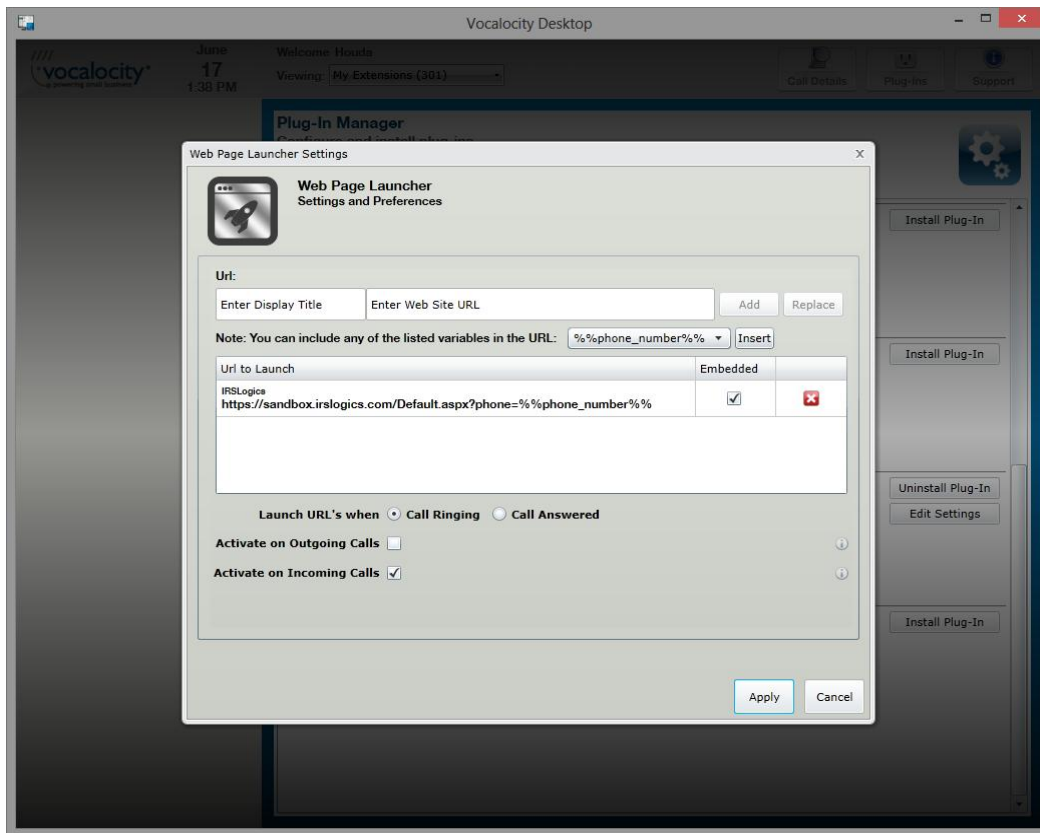 Vocalocity Desktop
vocalocity
June
17
1:38 PM
Welcome Houda
Viewing: My Extensions (301)
Call Details
Plug-Ins
Support
Plug-In Manager
Configure and install plug-ins
Web Page Launcher Settings
x
Web Page Launcher
Settings and Preferences
Install Plug-In
Url:
Enter Display Title
Enter Web Site URL
Add
Replace
Note: You can include any of the listed variables in the URL:
%%phone_number%%
Insert
Install Plug-In
Url to Launch
Embedded
IRSLogics
https://sandbox.irslogics.com/Default.aspx?phone=%%phone_number%%
Uninstall Plug-In
Launch URL's when Call Ringing Call Answered
Edit Settings
Activate on Outgoing Calls
Activate on Incoming Calls
Install Plug-In
Apply
Cancel